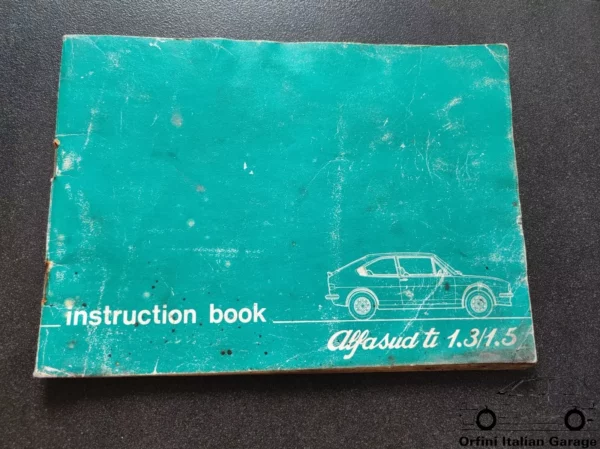 instruction book
alfasud ti 1.3/1.5
Orfini Italian Garage